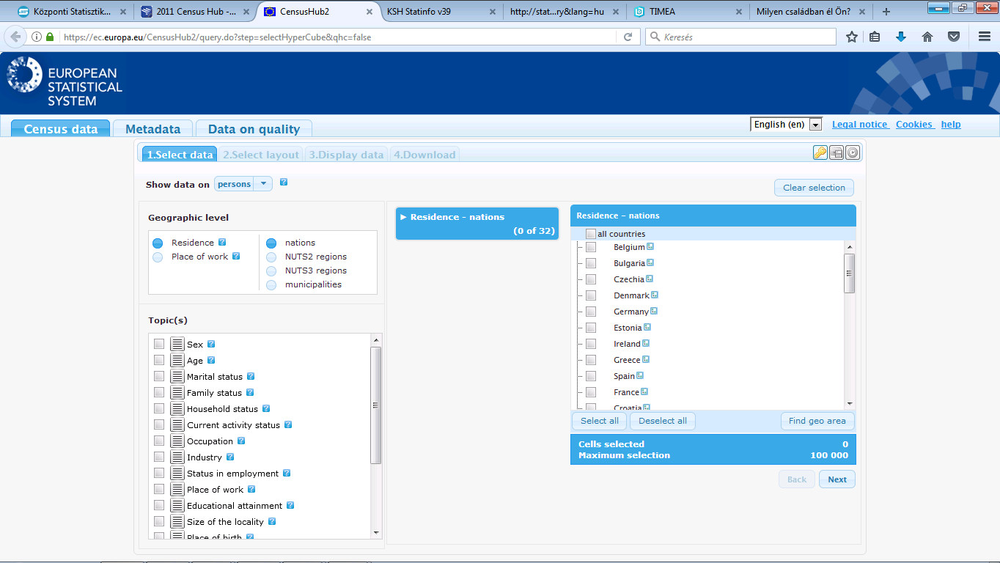 Központi Statisztik...
2011 Census Hub -...
CensusHub2
KSH Statinfo v39
http://stat...ry&lang=hu
TIMEA
Milyen családban él Ön?
https://ec.europa.eu/CensusHub2/query.do?step=selectHyperCube&qhc=false
Keresés
EUROPEAN
STATISTICAL
SYSTEM
Census data
Metadata
Data on quality
English (en)
Legal notice
Cookies
help
1.Select data
2.Select layout
3.Display data
4.Download
Show data on persons
Clear selection
Geographic level
Residence
Place of work
nations
NUTS2 regions
NUTS3 regions
municipalities
Topic(s)
Sex
Age
Marital status
Family status
Household status
Current activity status
Occupation
Industry
Status in employment
Place of work
Educational attainment
Size of the locality
Place of birth
Residence - nations
(0 of 32)
Residence - nations
all countries
Belgium
Bulgaria
Czechia
Denmark
Germany
Estonia
Ireland
Greece
Spain
France
Croatia
Select all
Deselect all
Find geo area
Cells selected 0
Maximum selection 100 000
Back
Next